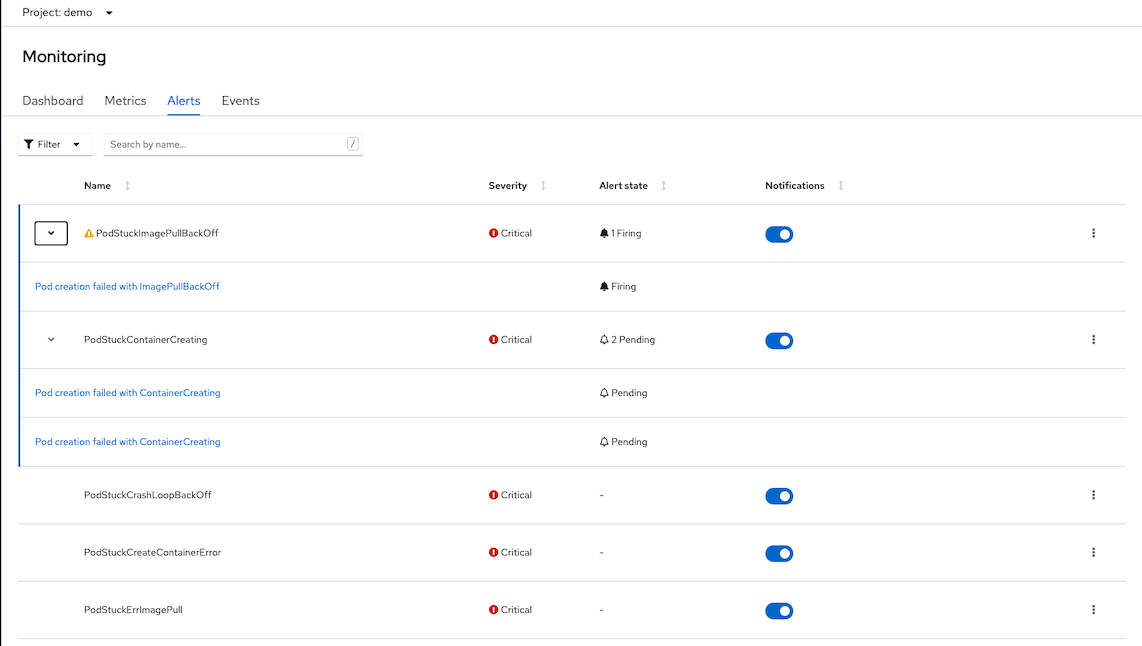 Project: demo
Monitoring
Dashboard Metrics Alerts Events
Filter Search by name... /
Name Severity Alert state Notifications
PodStuckImagePullBackOff Critical 1 Firing
Pod creation failed with ImagePullBackOff Firing
PodStuckContainerCreating Critical 2 Pending
Pod creation failed with ContainerCreating Pending
Pod creation failed with ContainerCreating Pending
PodStuckCrashLoopBackOff Critical -
PodStuckCreateContainerError Critical -
PodStuckErrImagePull Critical -